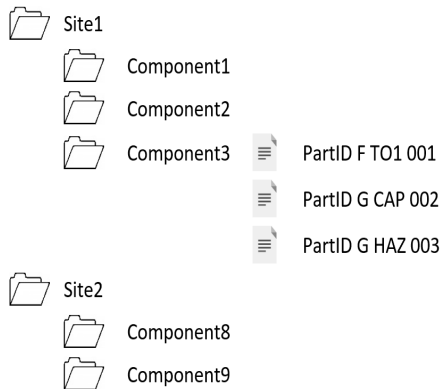 Site1
Component1
Component2
Component3 PartID F TO1 001
PartID G CAP 002
PartID G HAZ 003
Site2
Component8
Component9